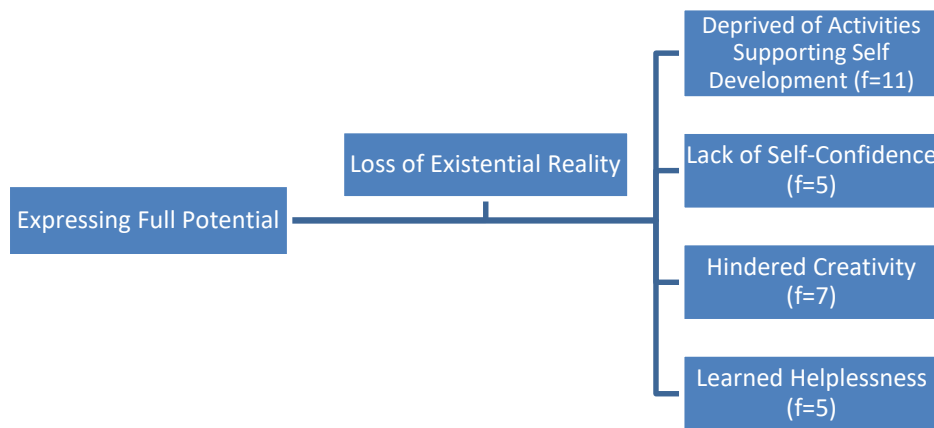 Expressing Full Potential
Loss of Existential Reality
Deprived of Activities
Supporting Self
Development (f=11)
Lack of Self-Confidence
(f=5)
Hindered Creativity
(f=7)
Learned Helplessness
(f=5)